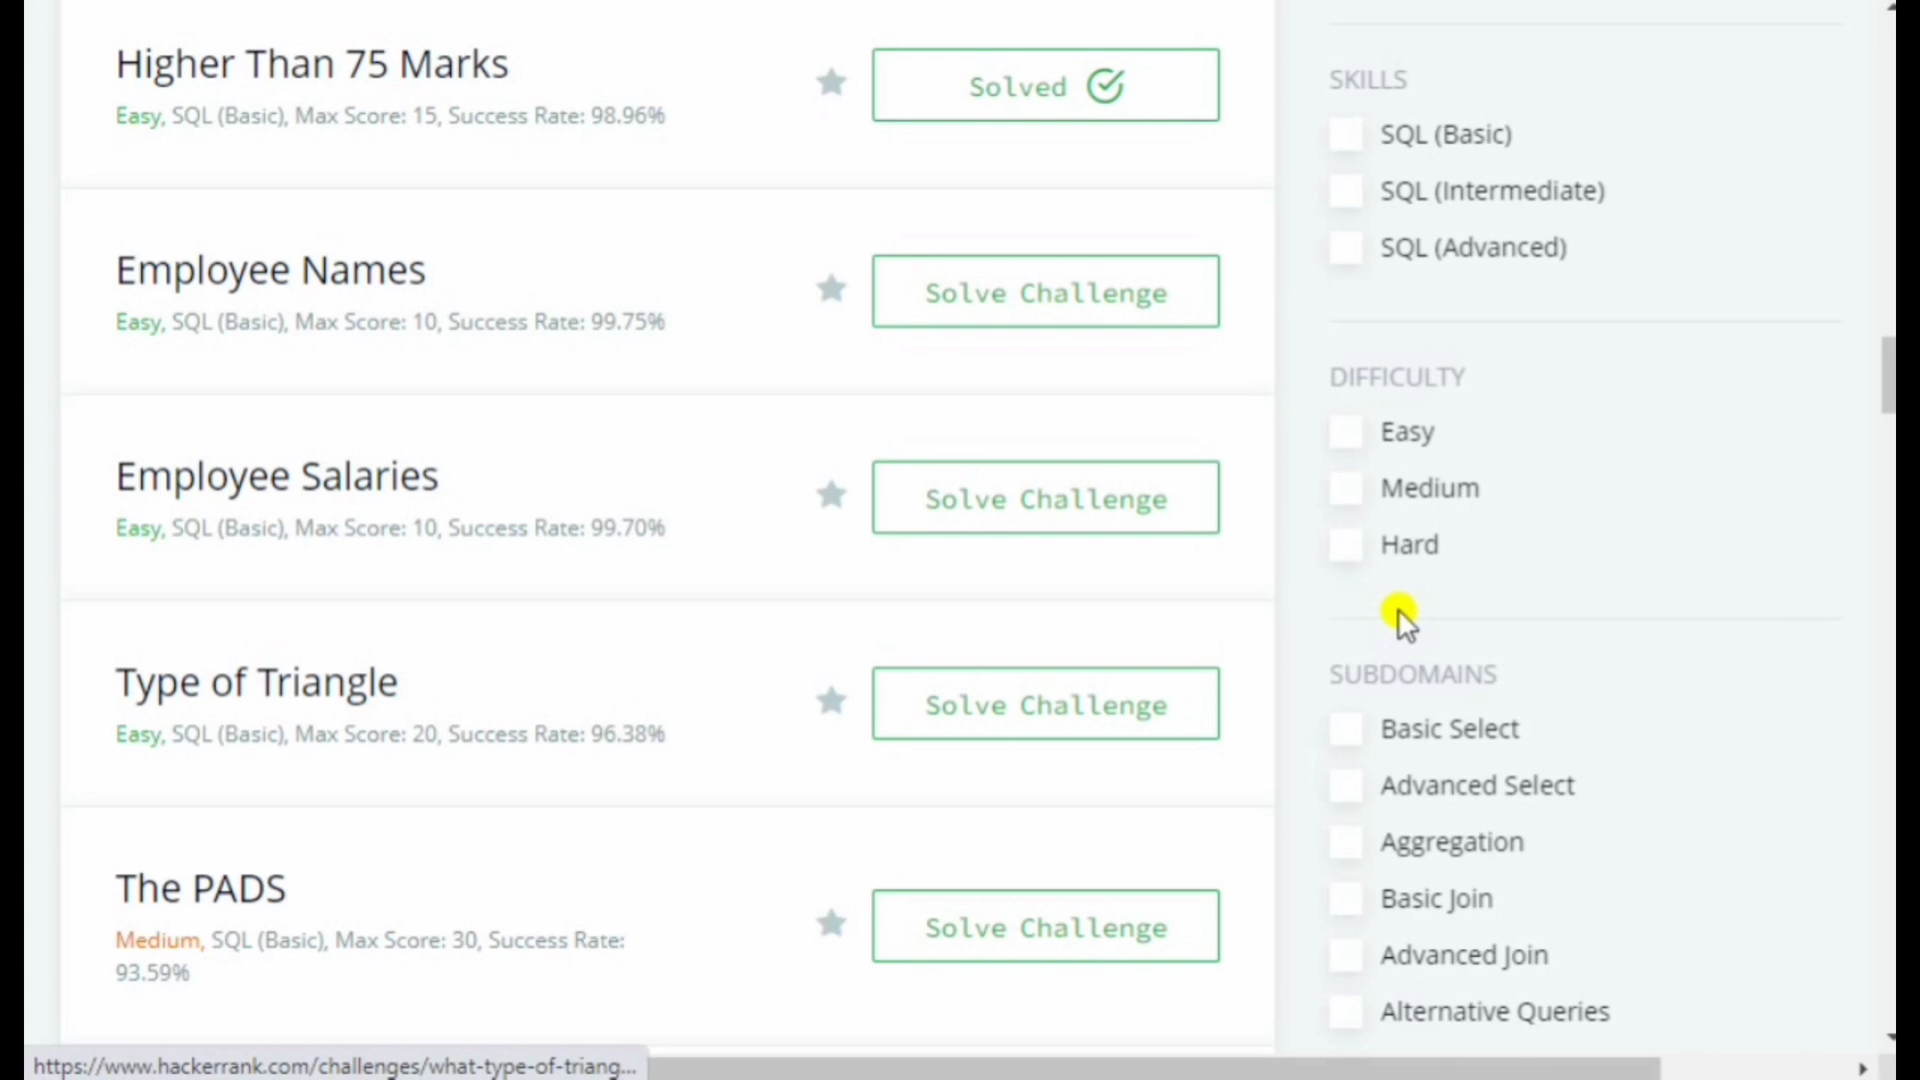 Higher Than 75 Marks
Easy, SQL (Basic), Max Score: 15, Success Rate: 98.96%
Solved
Employee Names
Easy, SQL (Basic), Max Score: 10, Success Rate: 99.75%
Solve Challenge
Employee Salaries
Easy, SQL (Basic), Max Score: 10, Success Rate: 99.70%
Solve Challenge
Type of Triangle
Easy, SQL (Basic), Max Score: 20, Success Rate: 96.38%
Solve Challenge
The PADS
Medium, SQL (Basic), Max Score: 30, Success Rate:
93.59%
Solve Challenge
SKILLS
SQL (Basic)
SQL (Intermediate)
SQL (Advanced)
DIFFICULTY
Easy
Medium
Hard
SUBDOMAINS
Basic Select
Advanced Select
Aggregation
Basic Join
Advanced Join
Alternative Queries
https://www.hackerrank.com/challenges/what-type-of-triang...